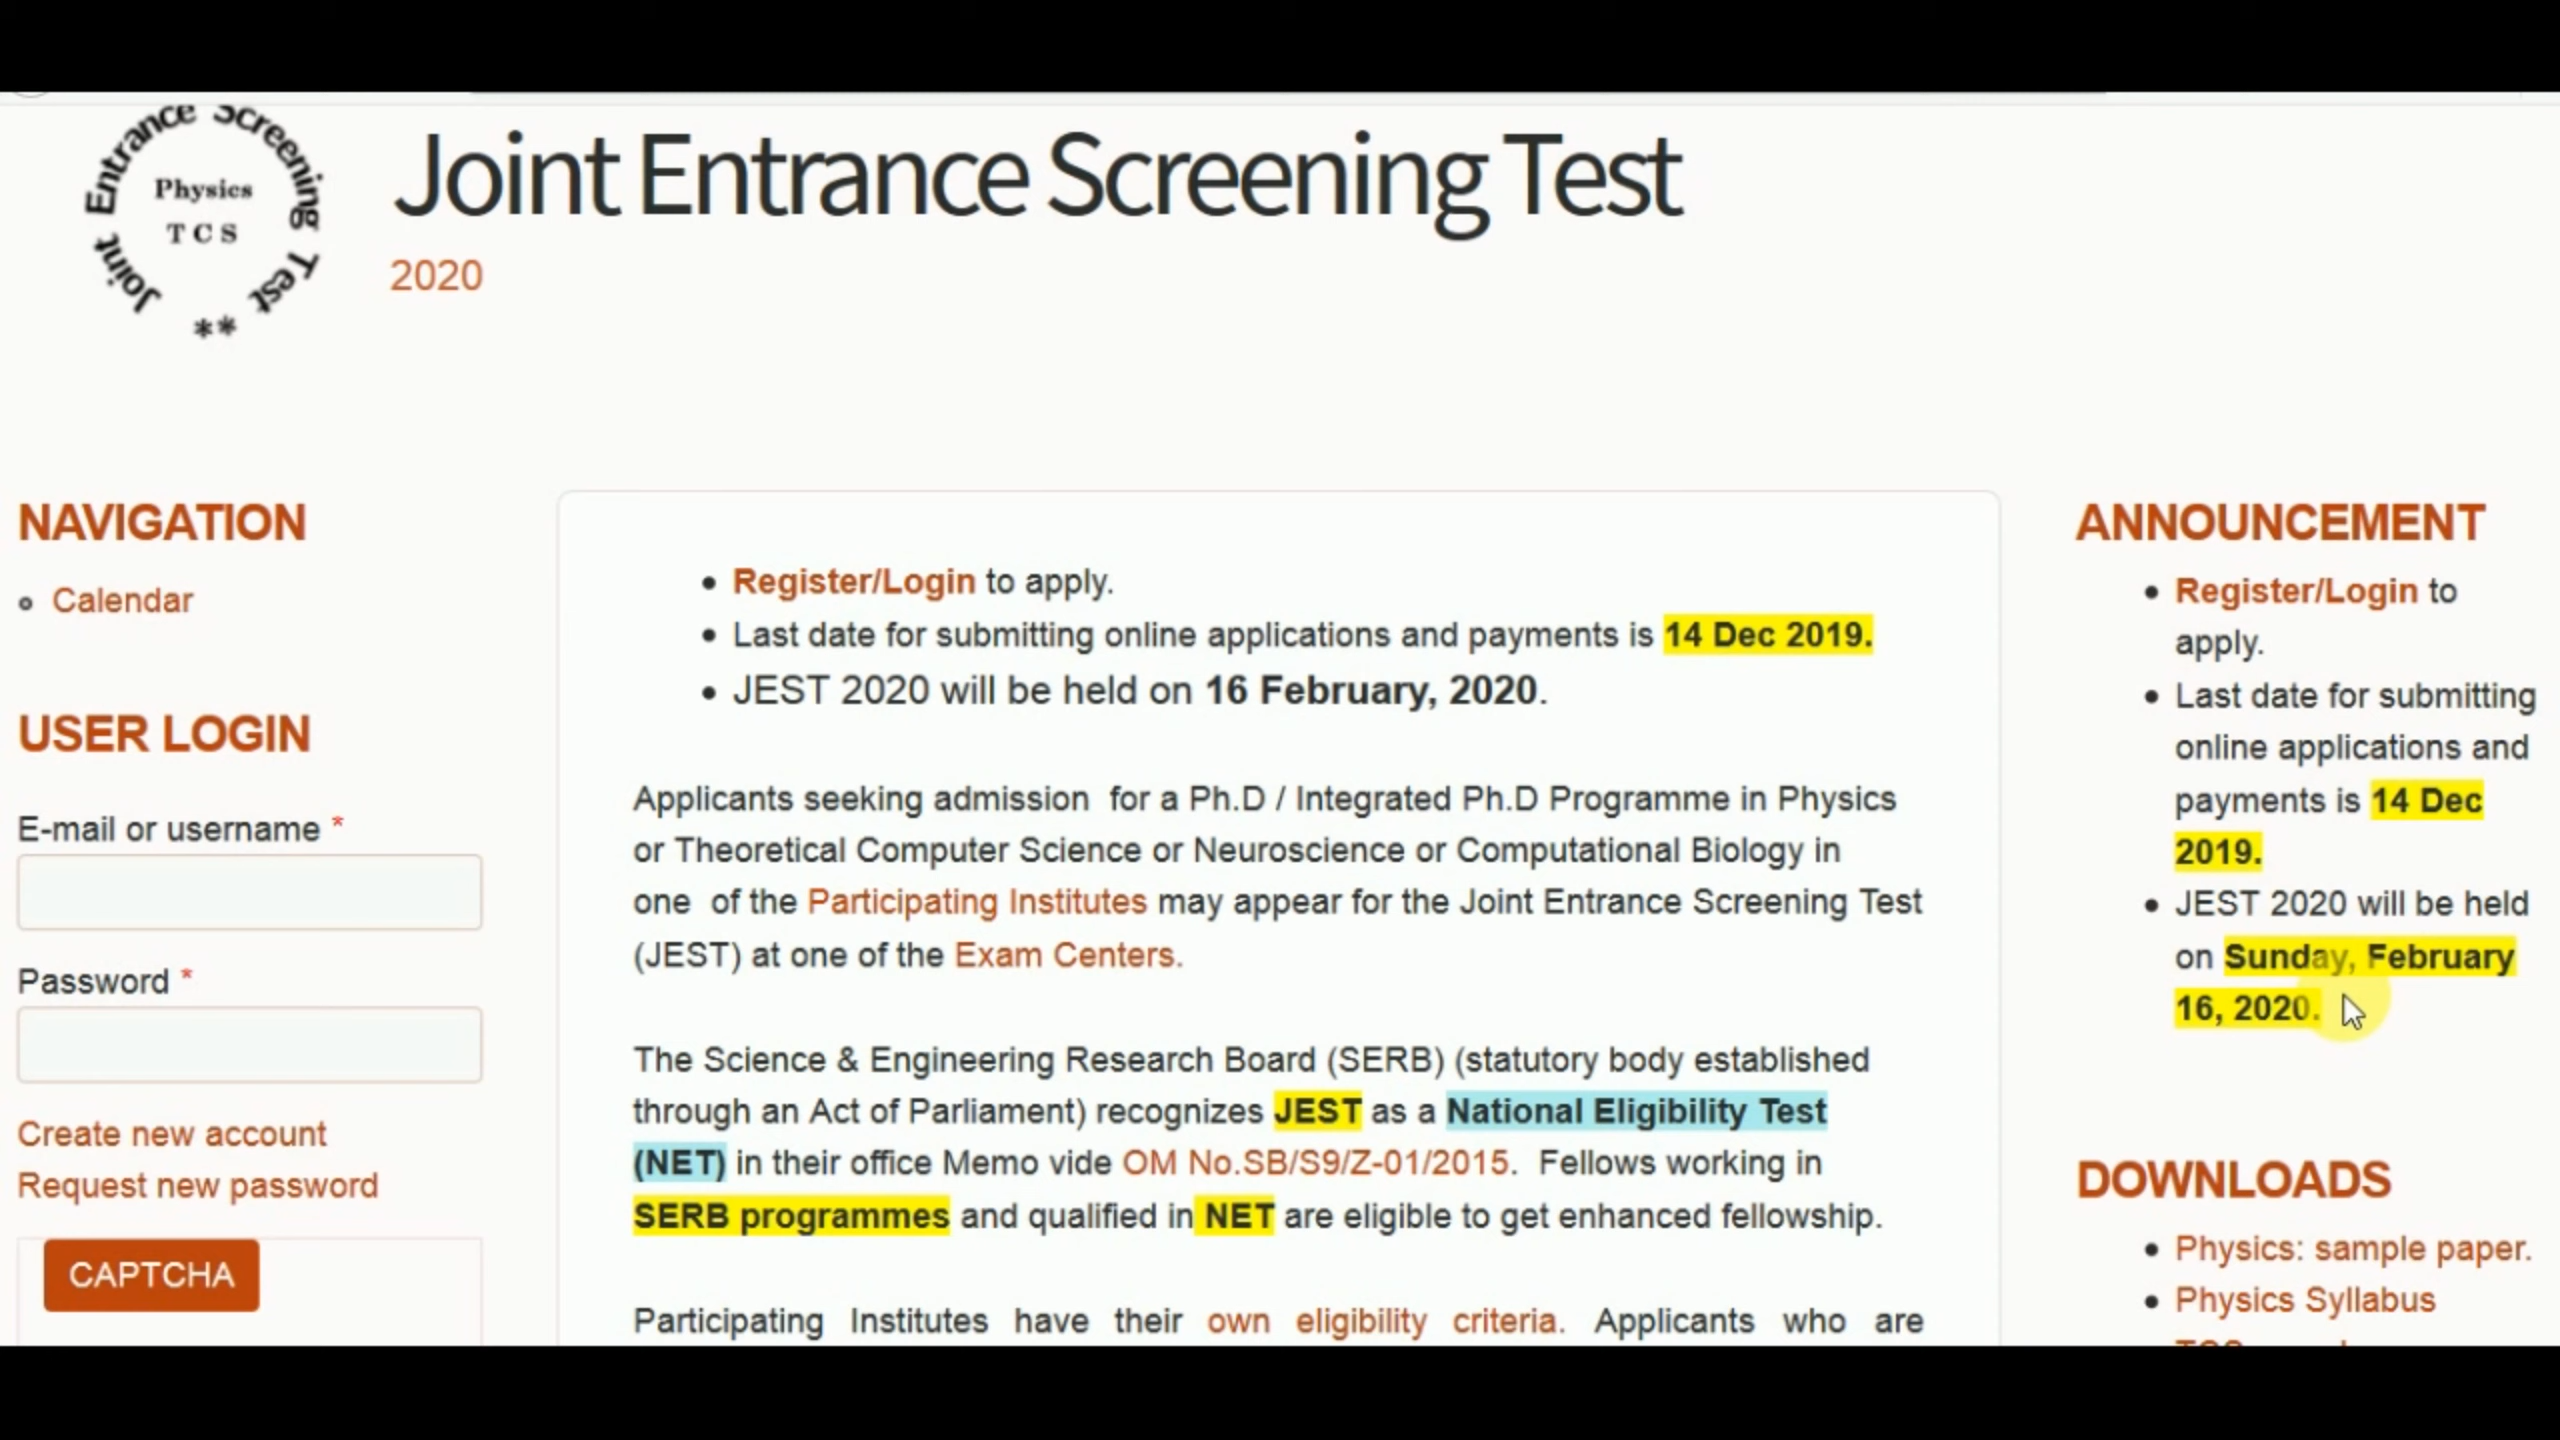 Joint Entrance Screening Test
Physics
TCS
**
Joint Entrance Screening Test
2020
NAVIGATION
Calendar
USER LOGIN
E-mail or username *
Password *
Create new account
Request new password
CAPTCHA
Register/Login to apply.
Last date for submitting online applications and payments is 14 Dec 2019.
JEST 2020 will be held on 16 February, 2020.
Applicants seeking admission for a Ph.D / Integrated Ph.D Programme in Physics
or Theoretical Computer Science or Neuroscience or Computational Biology in
one of the Participating Institutes may appear for the Joint Entrance Screening Test
(JEST) at one of the Exam Centers.
The Science & Engineering Research Board (SERB) (statutory body established
through an Act of Parliament) recognizes JEST as a National Eligibility Test
(NET) in their office Memo vide OM No.SB/S9/Z-01/2015. Fellows working in
SERB programmes and qualified in NET are eligible to get enhanced fellowship.
Participating Institutes have their own eligibility criteria. Applicants who are
ANNOUNCEMENT
Register/Login to
apply.
Last date for submitting
online applications and
payments is 14 Dec
2019.
JEST 2020 will be held
on Sunday, February
16, 2020.
DOWNLOADS
Physics: sample paper.
Physics Syllabus